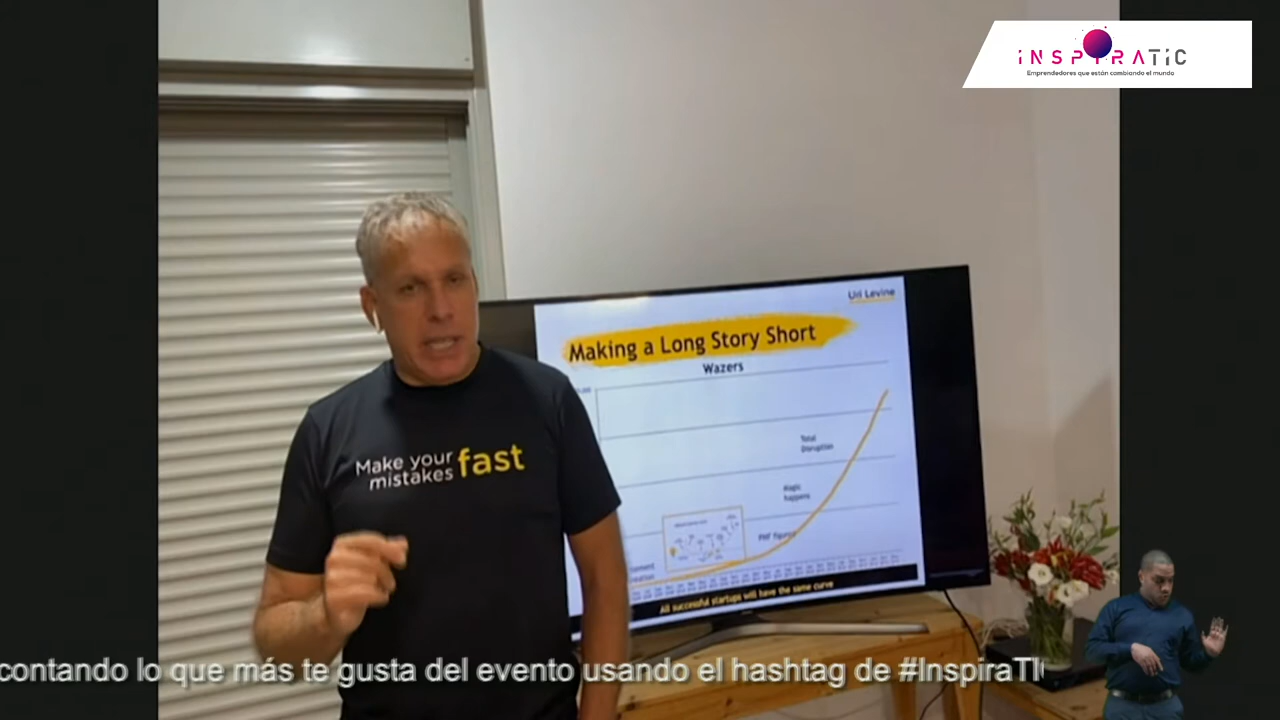 INSPIRATIC
Emprendedores que están cambiando el mundo
Uri Levine
Making a Long Story Short
Wazers
Total
Disruption
Magic
happens
PMF figured
All successful startups will have the same curve
Make your
mistakes fast
contando lo que más te gusta del evento usando el hashtag de #InspiraTI